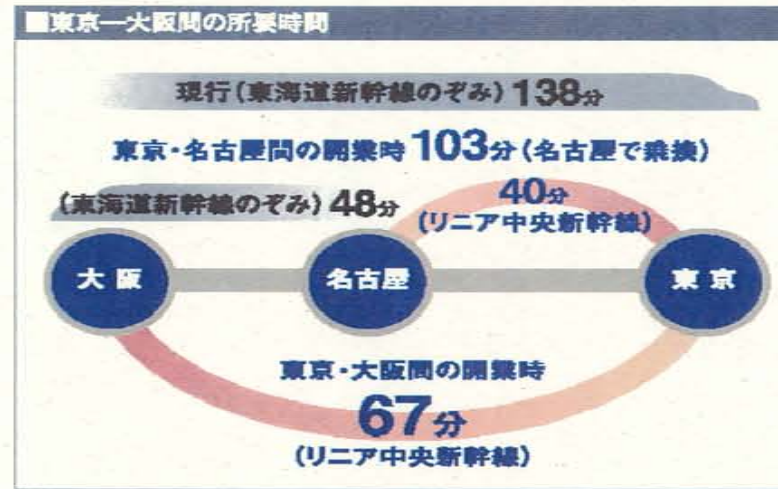 ■東京―大阪間の所要時間
現行(東海道新幹線のぞみ)138分
東京・名古屋間の開業時103分(名古屋で乗換)
(東海道新幹線のぞみ)48分
40分
(リニア中央新幹線)
大阪
名古屋
東京
東京・大阪間の開業時
67分
(リニア中央新幹線)